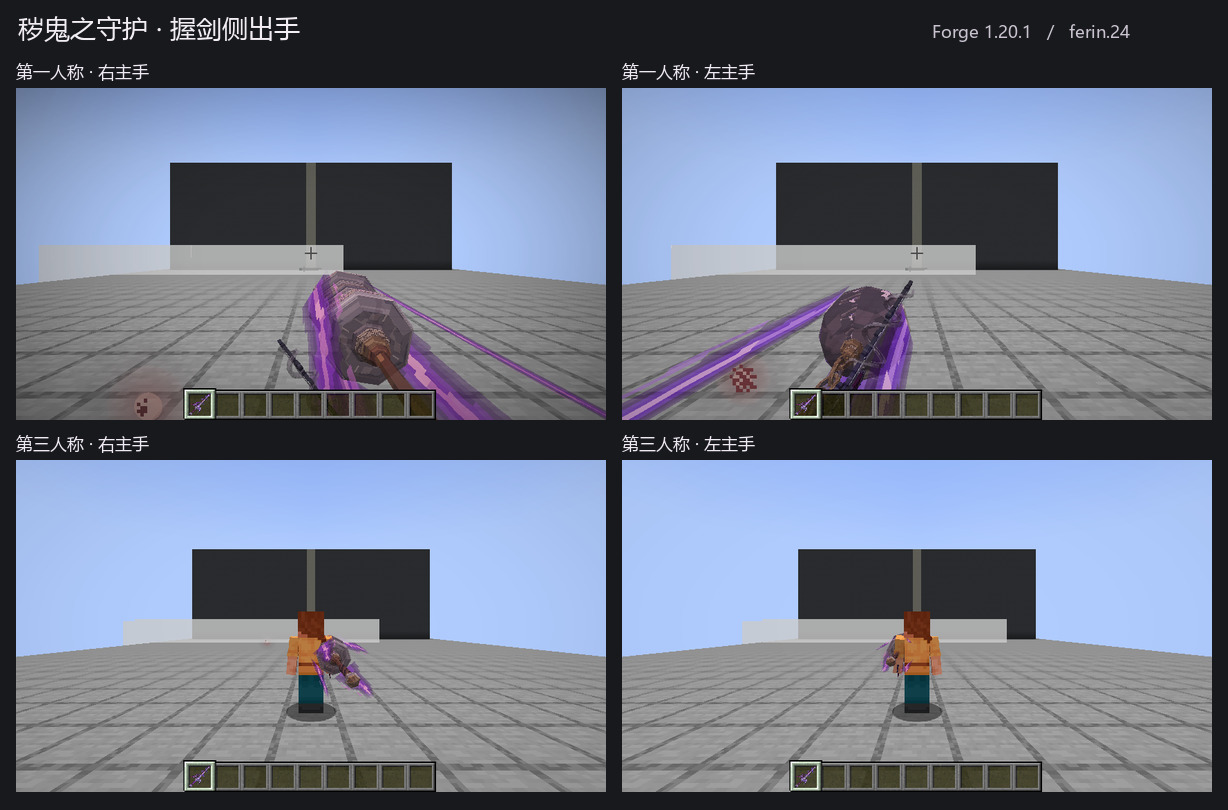 秽鬼之守护 · 握剑侧出手
Forge 1.20.1 / ferin.24
第一人称 · 右主手
第一人称 · 左主手
第三人称 · 右主手
第三人称 · 左主手